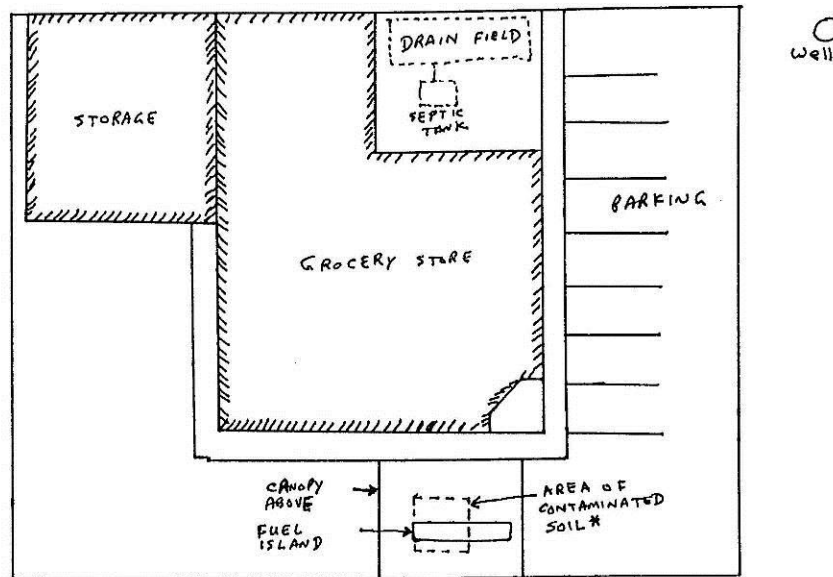 DRAIN FIELD
Well
SEPTIC
TANK
STORAGE
PARKING
GROCERY STORE
CANOPY
ABOVE
AREA OF
CONTAMINATED
SOIL*
FUEL
ISLAND